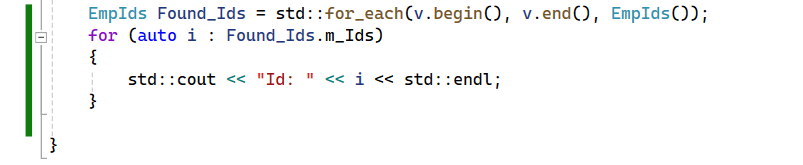 EmpIds Found_Ids = std::for_each(v.begin(), v.end(), EmpIds());
for (auto i : Found_Ids.m_Ids)
{
std::cout << "Id: " << i << std::endl;
}
}